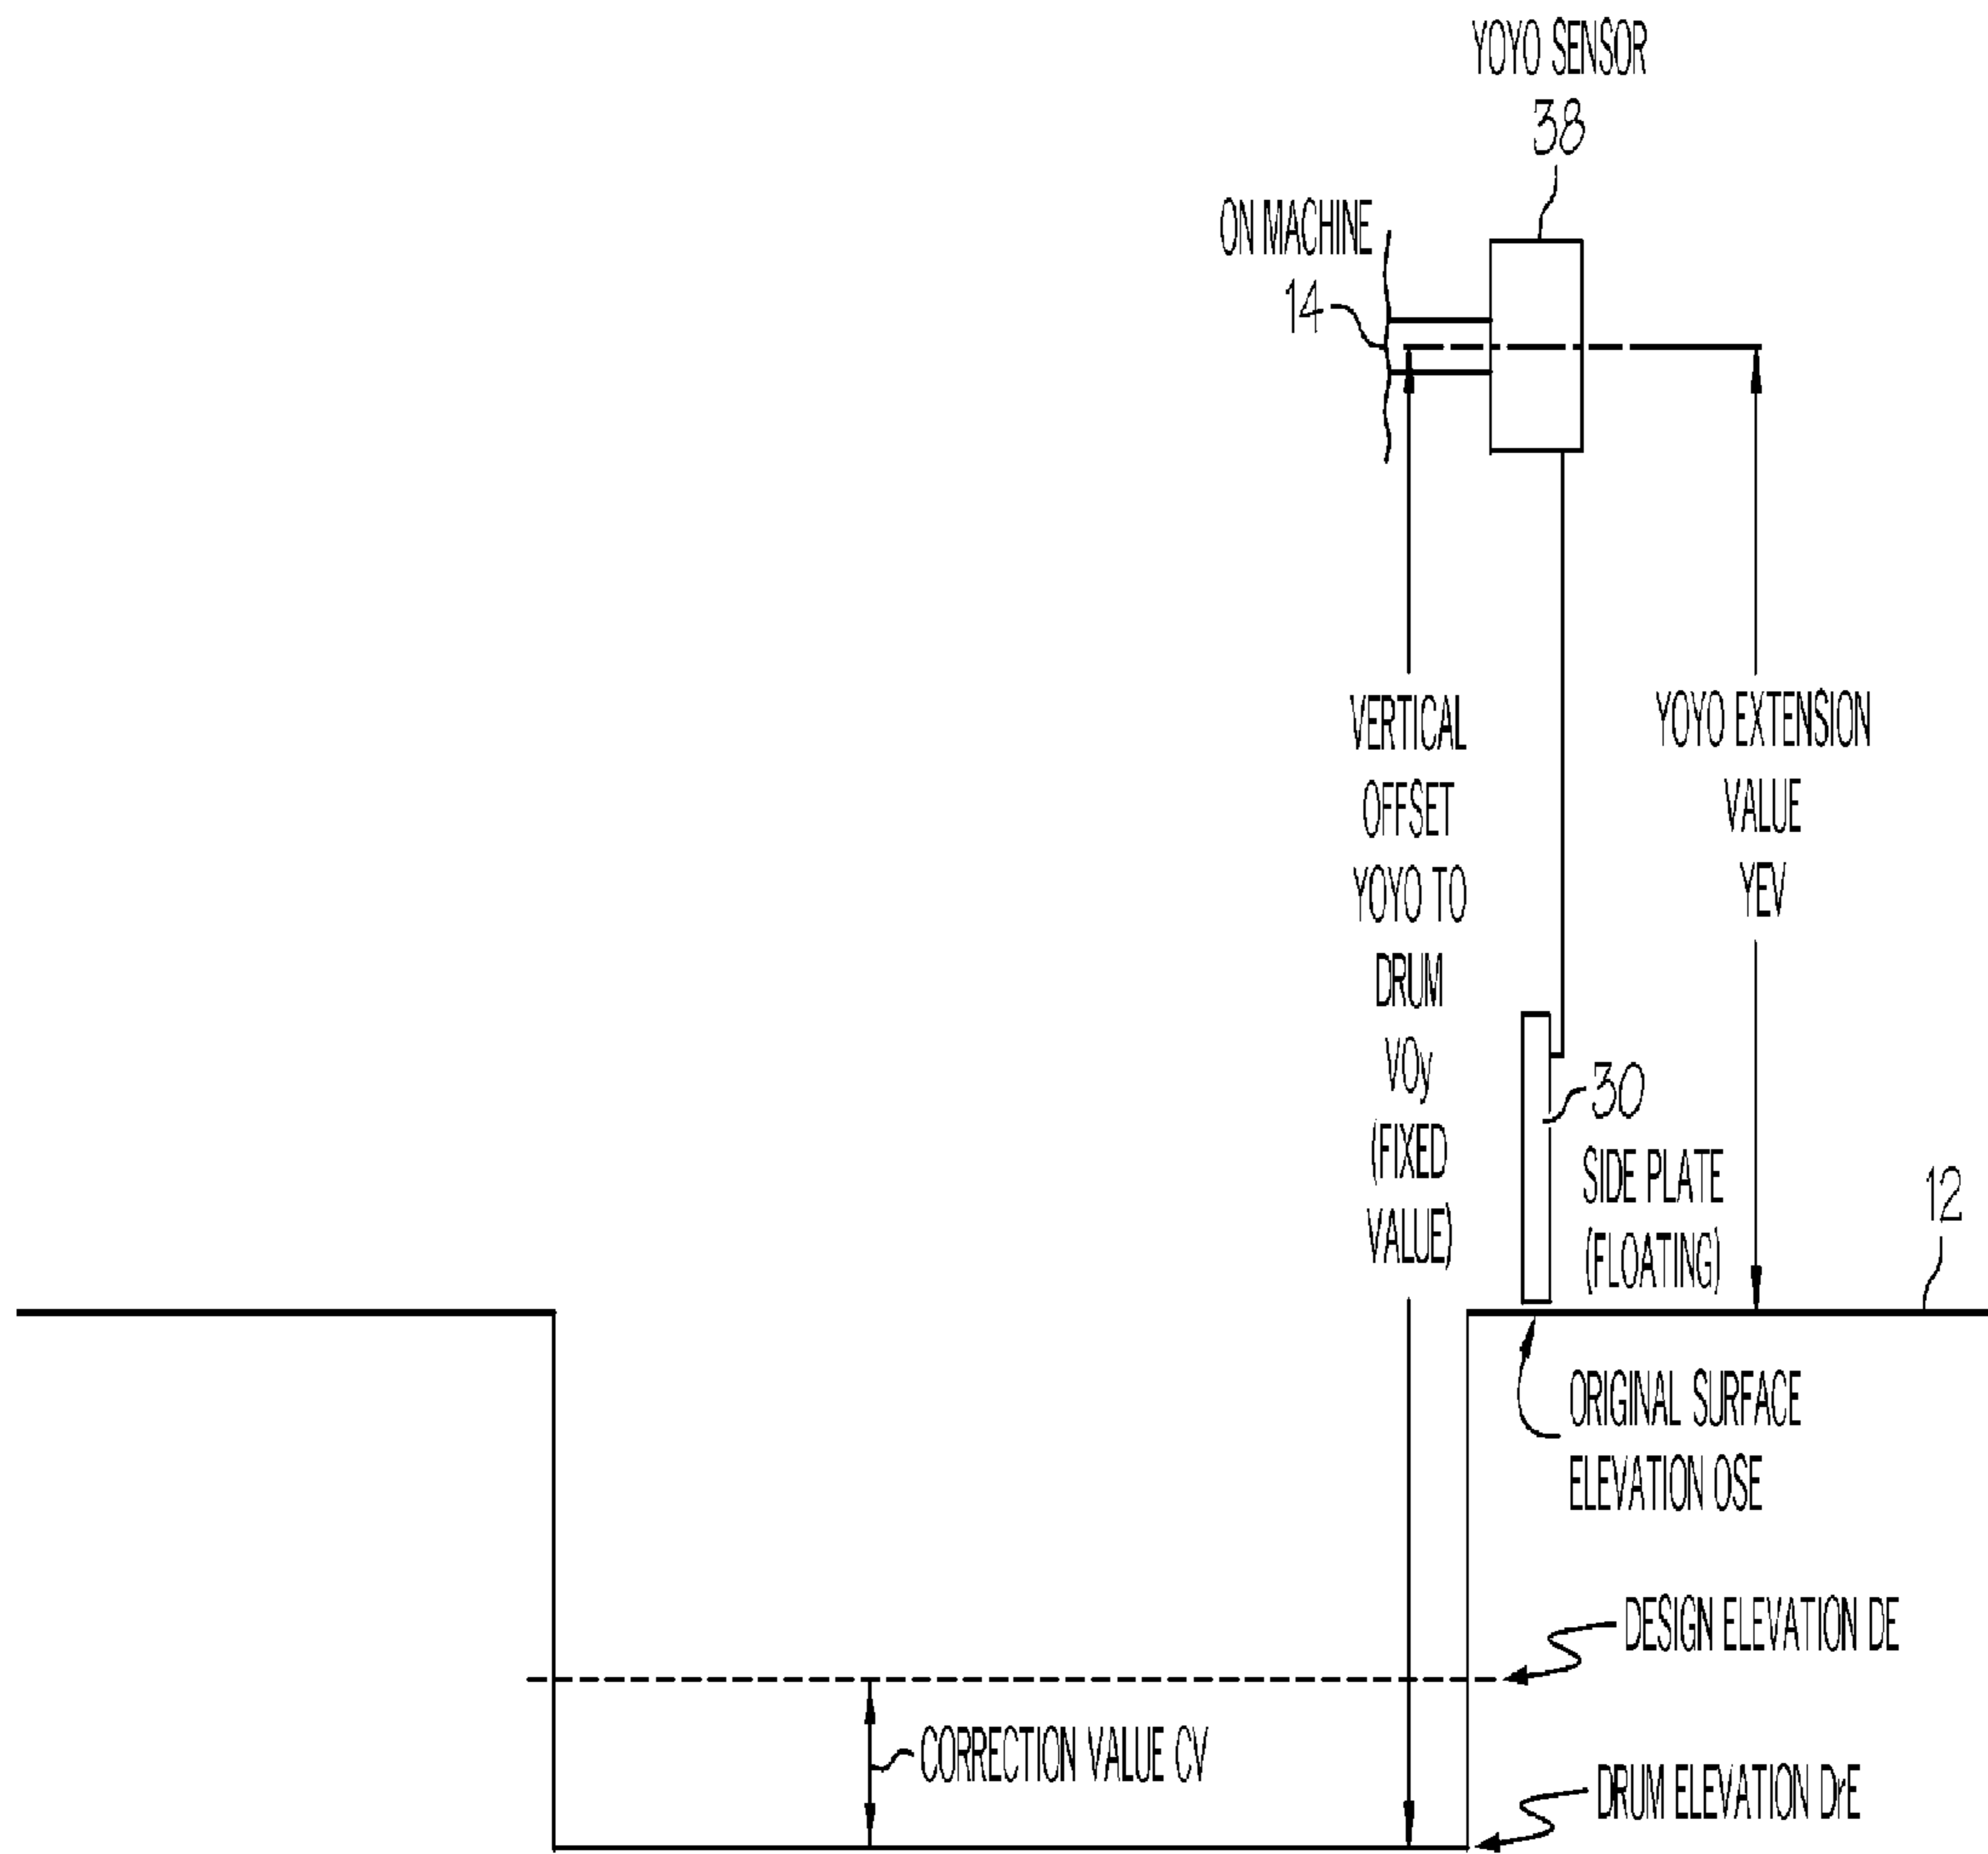 YOYO SENSOR
38
ON MACHINE
14
VERTICAL
OFFSET
YOYO TO
DRUM
VOy
(FIXED
VALUE)
YOYO EXTENSION
VALUE
YEV
30
SIDE PLATE
(FLOATING)
12
ORIGINAL SURFACE
ELEVATION OSE
DESIGN ELEVATION DE
CORRECTION VALUE CV
DRUM ELEVATION DrE